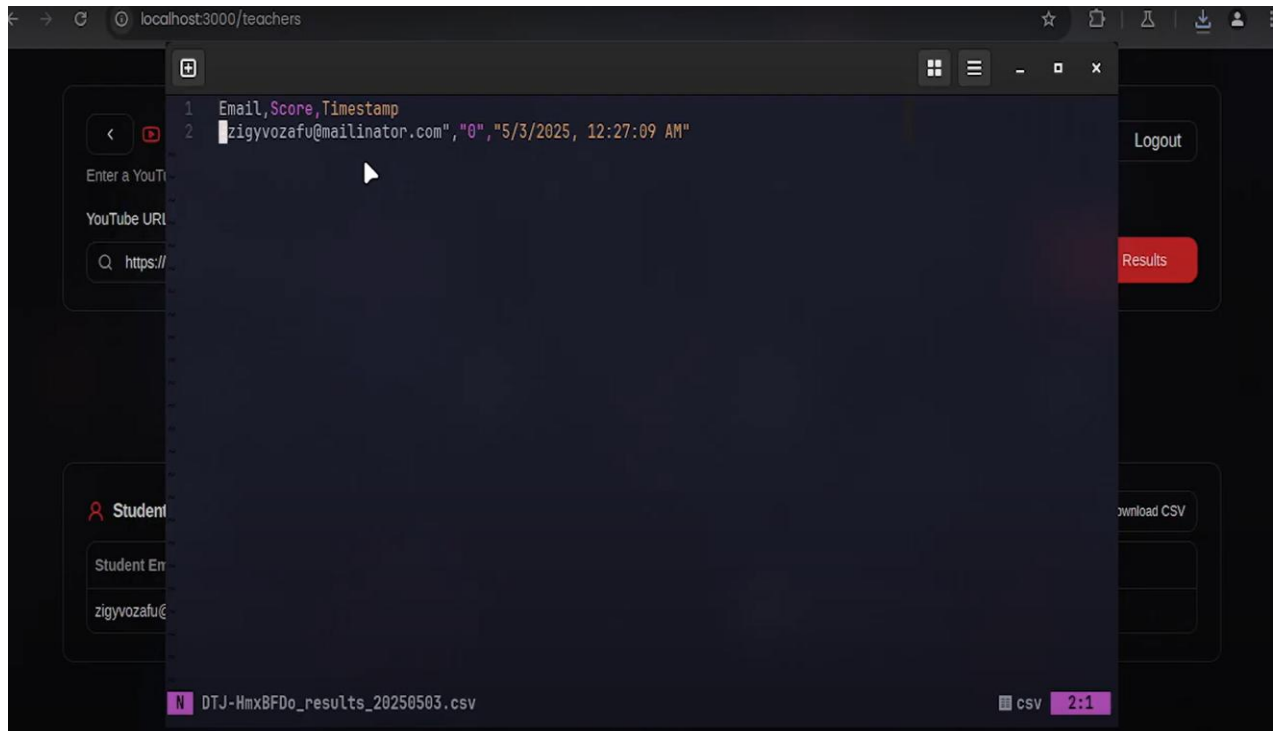 localhost:3000/teachers
1 Email,Score,Timestamp
2 zigyvozafu@mailinator.com","0","5/3/2025, 12:27:09 AM"
Logout
Enter a YouTu
YouTube URL
https://
Results
Student
ownload CSV
Student Em
zigyvozafu@
N DTJ-HmxBFDo_results_20250503.csv
csv 2:1